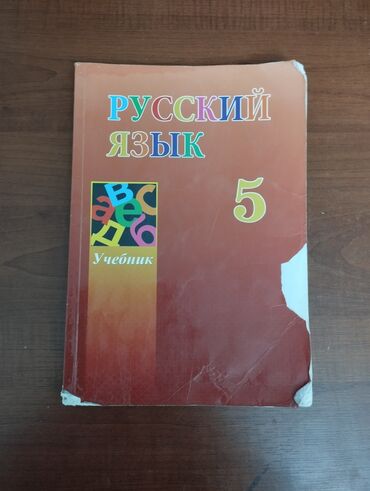 РУССКИЙ
ЯЗЫК
5
В
а е с
д б
Учебник